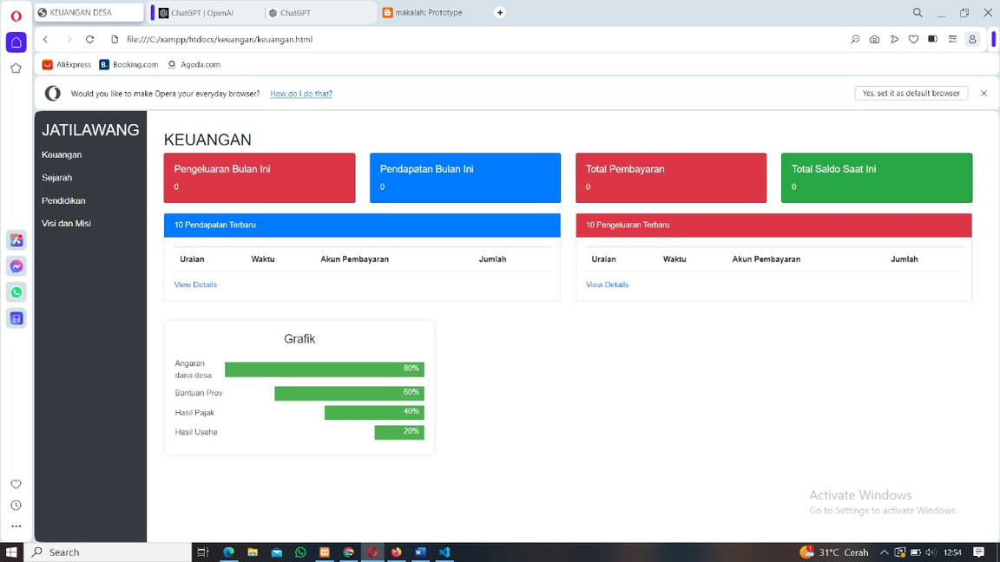 KEUANGAN DESA
ChatGPT | OpenAI
ChatGPT
makalah: Prototype
file:///C:/xampp/htdocs/keuangan/keuangan.html
AliExpress
B. Booking.com
Agoda.com
Would you like to make Opera your everyday browser? How do I do that?
Yes, set it as default browser
JATILAWANG
Keuangan
Sejarah
Pendidikan
Visi dan Misi
KEUANGAN
Pengeluaran Bulan Ini
0
Pendapatan Bulan Ini
0
Total Pembayaran
0
Total Saldo Saat Ini
0
10 Pendapatan Terbaru
Uraian Waktu Akun Pembayaran Jumlah
View Details
10 Pengeluaran Terbaru
Uraian Waktu Akun Pembayaran Jumlah
View Details
Grafik
Angaran
dana desa
80%
Bantuan Prov 60%
Hasil Pajak 40%
Hasil Usaha 20%
Activate Windows
Go to Settings to activate Windows.
Search
31°C Cerah
12:54